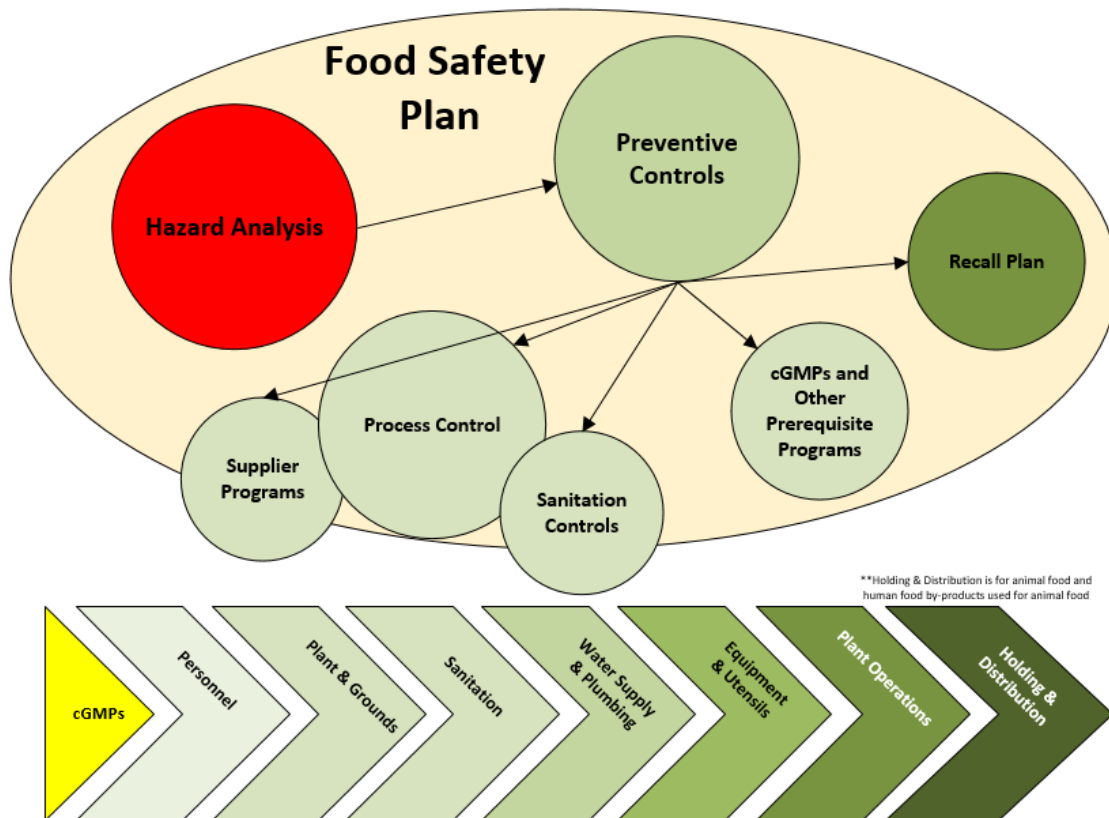 Food Safety
Plan
Preventive
Controls
Hazard Analysis
Recall Plan
cGMPs and
Other
Prerequisite
Programs
Process Control
Supplier
Programs
Sanitation
Controls
**Holding & Distribution is for animal food and
human food by-products used for animal food
cGMPs
Personnel
Plant & Grounds
Sanitation
Water Supply
& Plumbing
Equipment
& Utensils
Plant Operations
Holding &
Distribution